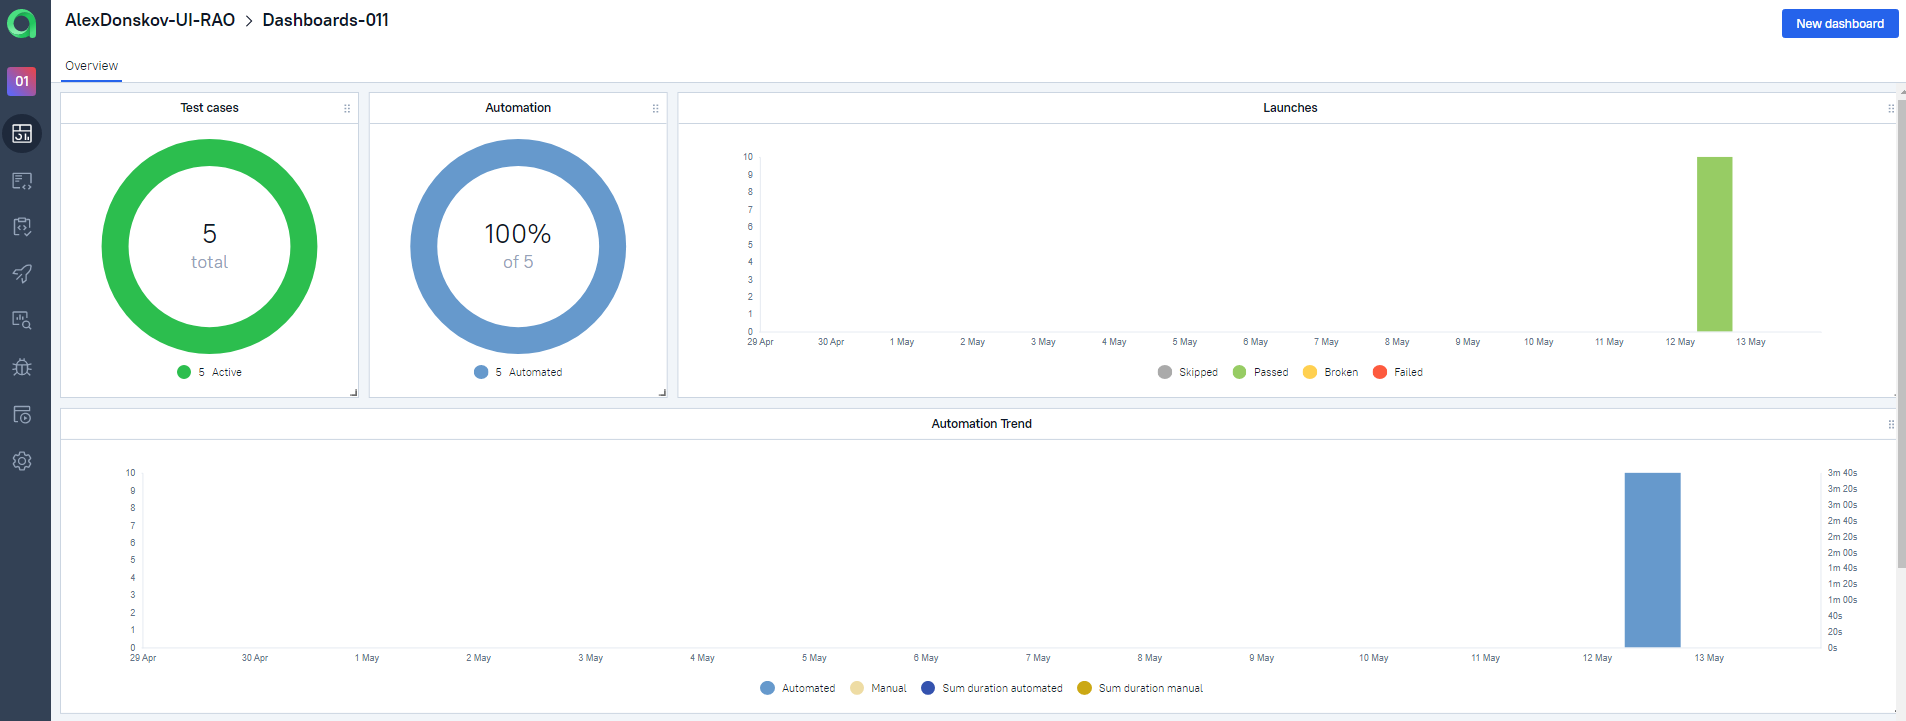 AlexDonskov-UI-RAO > Dashboards-011
New dashboard
Overview
01
Test cases
5
total
5 Active
Automation
100%
of 5
5 Automated
Launches
10
9
8
7
6
5
4
3
2
1
0
29 Apr 30 Apr 1 May 2 May 3 May 4 May 5 May 6 May 7 May 8 May 9 May 10 May 11 May 12 May 13 May
Skipped Passed Broken Failed
Automation Trend
10
9
8
7
6
5
4
3
2
1
0
3m 40s
3m 20s
3m 00s
2m 40s
2m 20s
2m 00s
1m 40s
1m 20s
1m 00s
40s
20s
0s
29 Apr 30 Apr 1 May 2 May 3 May 4 May 5 May 6 May 7 May 8 May 9 May 10 May 11 May 12 May 13 May
Automated Manual Sum duration automated Sum duration manual